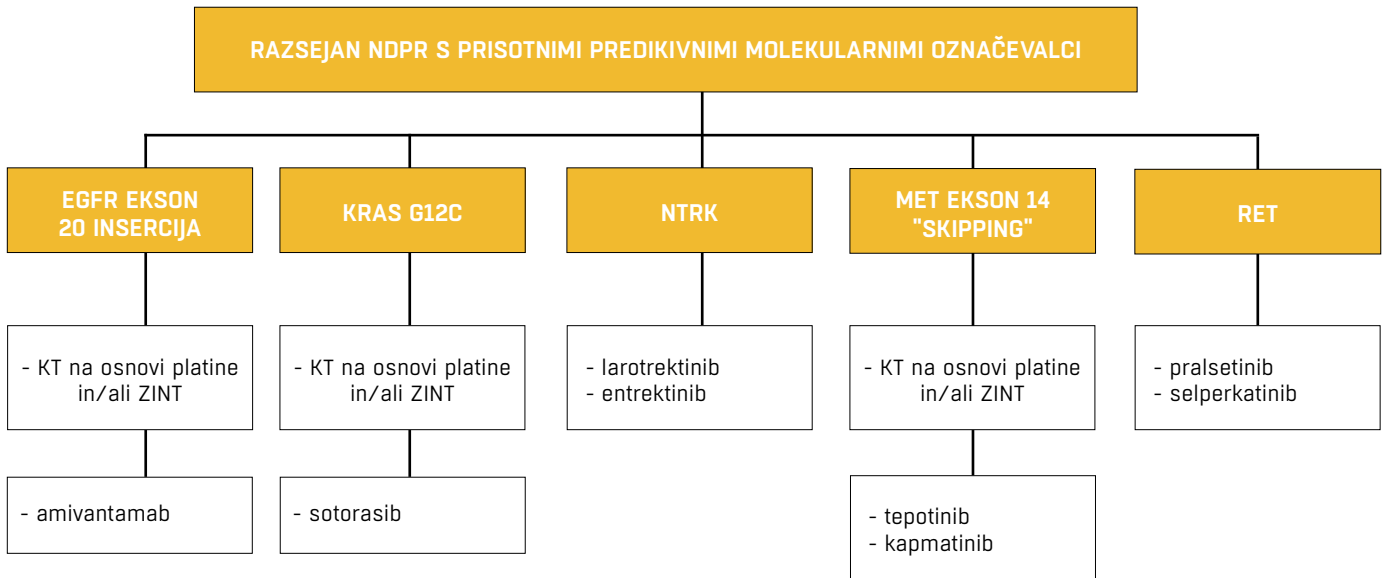 RAZSEJAN NDPR S PRISOTNIMI PREDIKIVNIMI MOLEKULARNIMI OZNAČEVALCI
EGFR EKSON
20 INSERCIJA
KRAS G12C
NTRK
MET EKSON 14
"SKIPPING"
RET
- KT na osnovi platine
in/ali ZINT
- KT na osnovi platine
in/ali ZINT
- larotrektinib
- entrektinib
- KT na osnovi platine
in/ali ZINT
- pralsetinib
- selperkatinib
- amivantamab
- sotorasib
- tepotinib
- kapmatinib